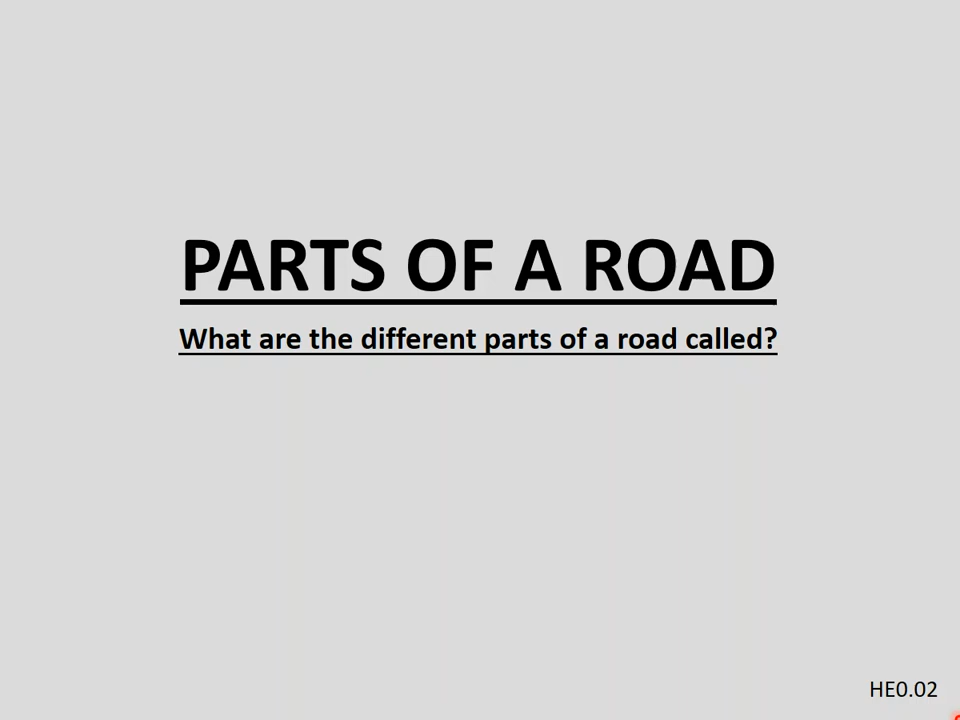 PARTS OF A ROAD
What are the different parts of a road called?
HE0.02